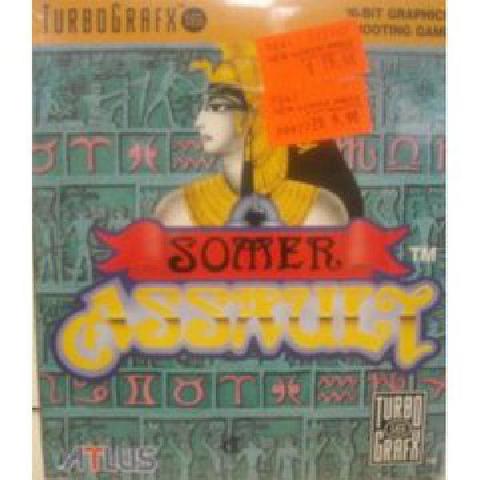 TURBOGRAFX
16-BIT GRAPHICS
SHOOTING GAME
SOMER
ASSAULT
TM
ATLUS
TURBO
GRAFX